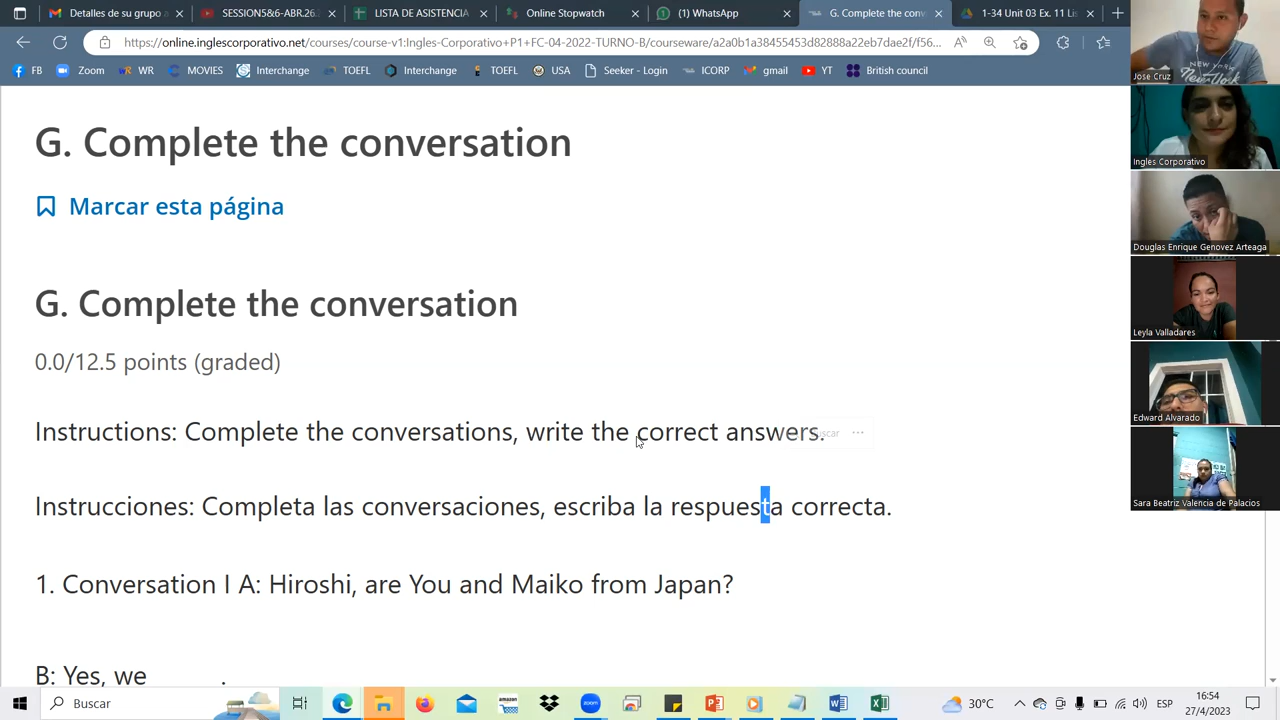 Detalles de su grupo a
SESSION5&6-ABR.26
LISTA DE ASISTENCIA
Online Stopwatch
(1) WhatsApp
G. Complete the conv
1-34 Unit 03 Ex. 11 Lis
https://online.inglescorporativo.net/courses/course-v1:Ingles-Corporativo+P1+FC-04-2022-TURNO-B/courseware/a2a0b1a38455453d82888a22eb7dae2f/f56...
FB
Zoom
WR
MOVIES
Interchange
TOEFL
Interchange
TOEFL
USA
Seeker - Login
ICORP
gmail
YT
British council
G. Complete the conversation
Marcar esta página
G. Complete the conversation
0.0/12.5 points (graded)
Instructions: Complete the conversations, write the correct answers.
Instrucciones: Completa las conversaciones, escriba la respuesta correcta.
1. Conversation I A: Hiroshi, are You and Maiko from Japan?
B: Yes, we .
NEW YORK
Jose Cruz
Ingles Corporativo
Douglas Enrique Genovez Arteaga
Leyla Valladares
Edward Alvarado
Sara Beatriz Valencia de Palacios
Buscar
amazon
zoom
30°C
ESP
16:54
27/4/2023